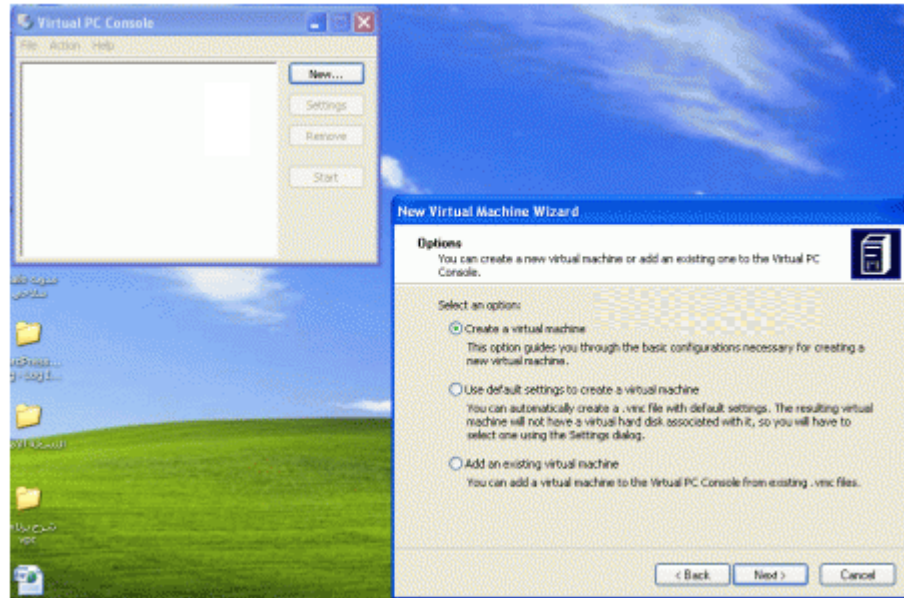 Virtual PC Console
File Action Help
New...
Settings
Remove
Start
New Virtual Machine Wizard
Options
You can create a new virtual machine or add an existing one to the Virtual PC
Console.
Select an option:
Create a virtual machine
This option guides you through the basic configurations necessary for creating a
new virtual machine.
Use default settings to create a virtual machine
You can automatically create a .vmc file with default settings. The resulting virtual
machine will not have a virtual hard disk associated with it, so you will have to
select one using the Settings dialog.
Add an existing virtual machine
You can add a virtual machine to the Virtual PC Console from existing .vmc files.
< Back Next > Cancel
vpc